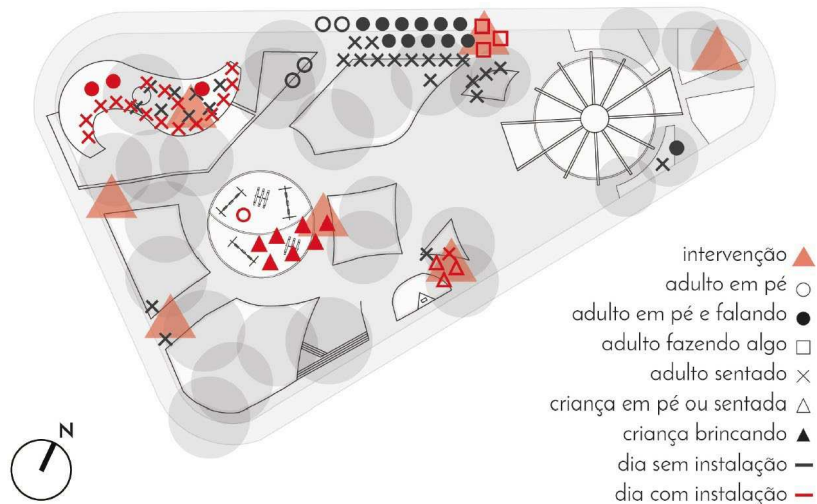 intervenção
adulto em pé
adulto em pé e falando
adulto fazendo algo
adulto sentado
criança em pé ou sentada
criança brincando
dia sem instalação
dia com instalação
N